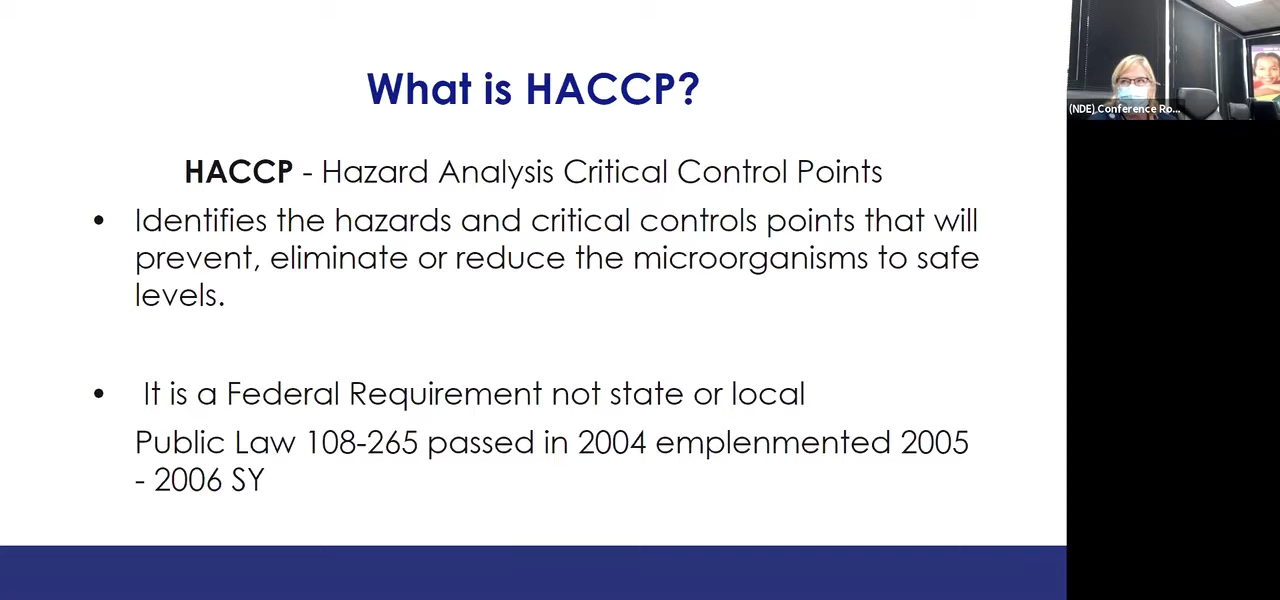 What is HACCP?
HACCP - Hazard Analysis Critical Control Points
• Identifies the hazards and critical controls points that will
prevent, eliminate or reduce the microorganisms to safe
levels.
• It is a Federal Requirement not state or local
Public Law 108-265 passed in 2004 emplenmented 2005
- 2006 SY
(NDE) Conference Ro...